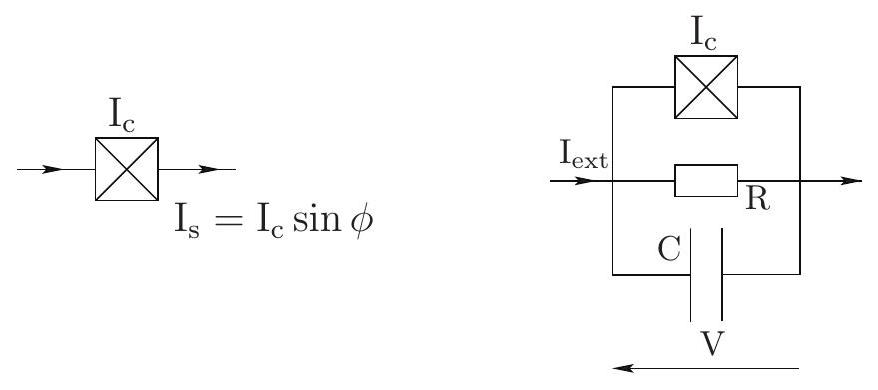 I_c
I_s = I_c sin ϕ
I_c
I_ext
R
C
V